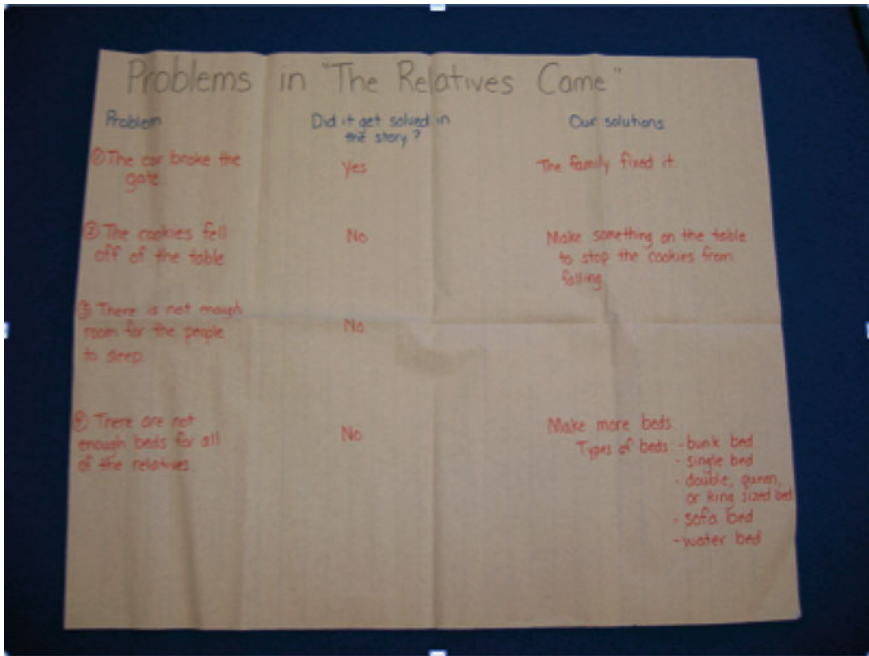 Problems in "The Relatives Came"
Problem
Did it get solved in
the story?
Our solutions
① The car broke the
gate.
Yes
The family fixed it.
② The cookies fell
off of the table
No
Make something on the table
to stop the cookies from
falling.
③ There is not enough
room for the people
to sleep.
No
④ There are not
enough beds for all
of the relatives.
No
Make more beds.
Types of beds: - bunk bed
- single bed
- double, queen,
or king sized bed
- sofa bed
- water bed